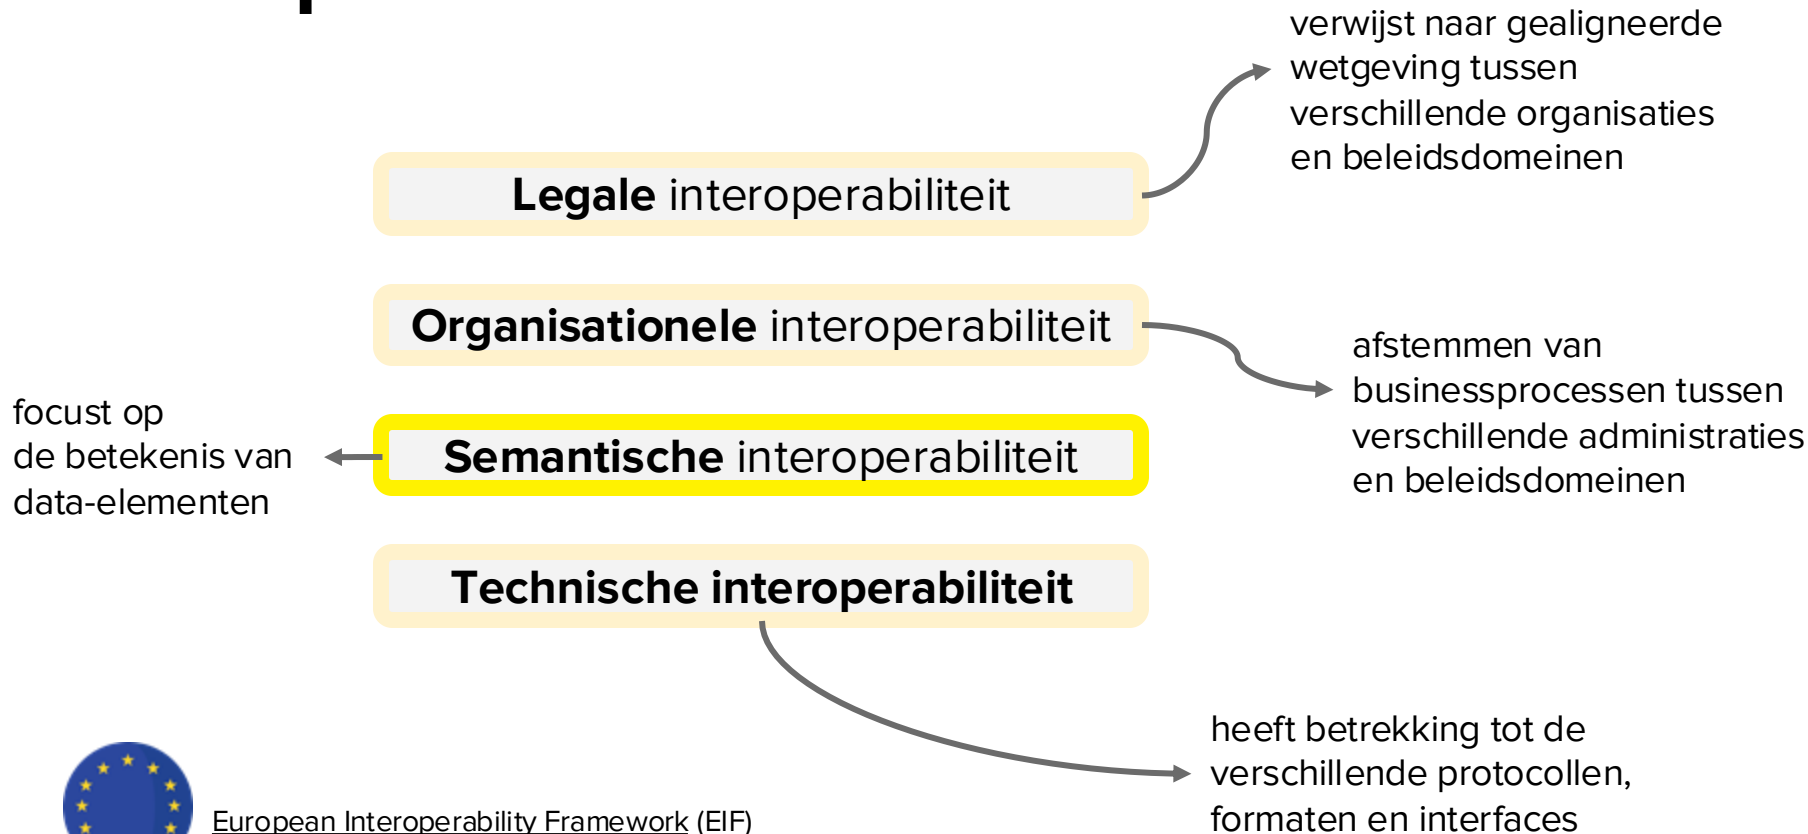 verwijst naar gealigneerde
wetgeving tussen
verschillende organisaties
en beleidsdomeinen
Legale interoperabiliteit
Organisationele interoperabiliteit
afstemmen van
businessprocessen tussen
verschillende administraties
en beleidsdomeinen
focust op
de betekenis van
data-elementen
Semantische interoperabiliteit
Technische interoperabiliteit
heeft betrekking tot de
verschillende protocollen,
formaten en interfaces
European Interoperability Framework (EIF)